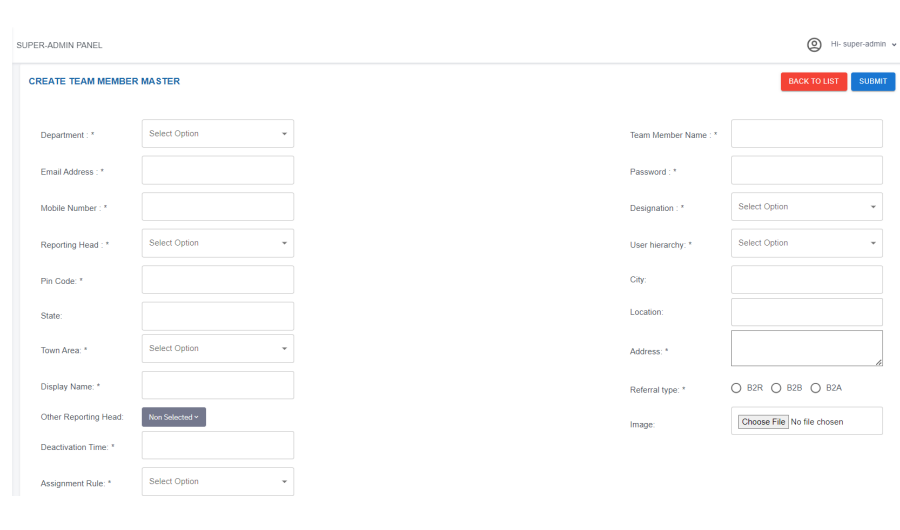 SUPER-ADMIN PANEL
Hi- super-admin
CREATE TEAM MEMBER MASTER
BACK TO LIST
SUBMIT
Department : *
Select Option
Team Member Name : *
Email Address : *
Password : *
Mobile Number : *
Designation : *
Select Option
Reporting Head : *
Select Option
User hierarchy: *
Select Option
Pin Code: *
City:
State:
Location:
Town Area: *
Select Option
Address: *
Display Name: *
Referral type: *
B2R
B2B
B2A
Other Reporting Head:
Non Selected
Image:
Choose File No file chosen
Deactivation Time: *
Assignment Rule: *
Select Option